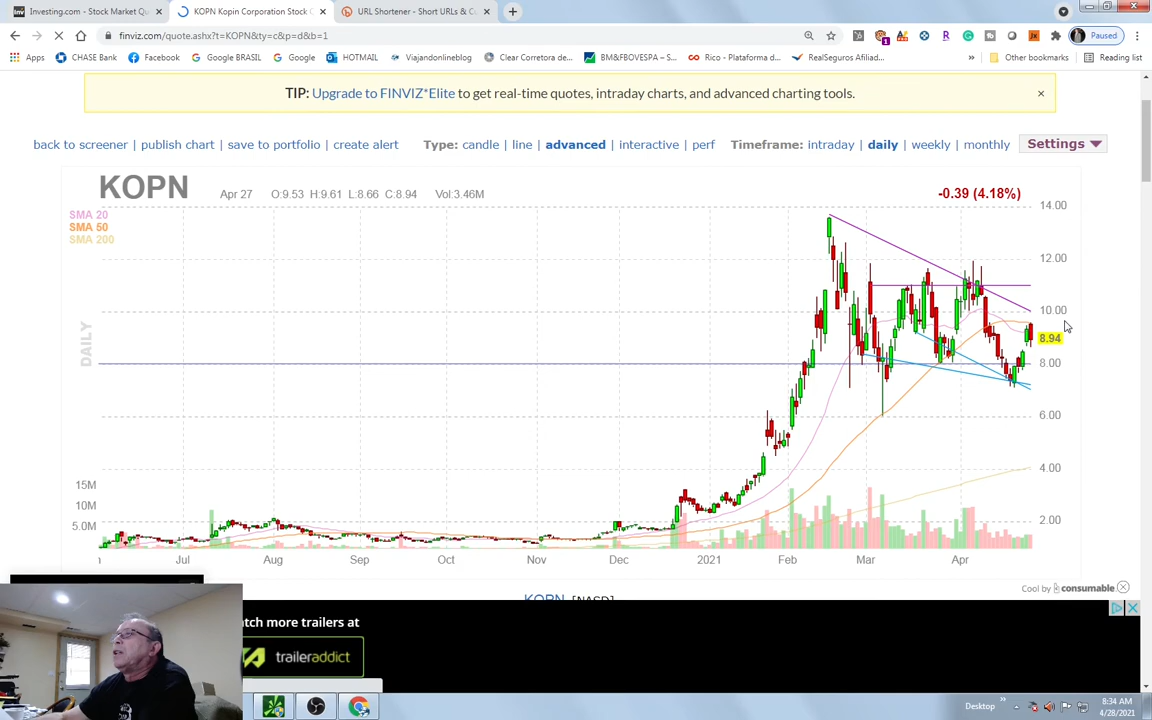 Investing.com - Stock Market Qu
KOPN Kopin Corporation Stock C
URL Shortener - Short URLs & C
finviz.com/quote.ashx?t=KOPN&ty=c&p=d&b=1
Paused
Apps
CHASE Bank
Facebook
Google BRASIL
Google
HOTMAIL
Viajandonlineblog
Clear Corretora de...
BM&FBOVESPA – S...
Rico - Plataforma d...
RealSeguros Afiliad...
»
Other bookmarks
Reading list
TIP: Upgrade to FINVIZ*Elite to get real-time quotes, intraday charts, and advanced charting tools.
back to screener | publish chart | save to portfolio | create alert
Type: candle | line | advanced | interactive | perf
Timeframe: intraday | daily | weekly | monthly
Settings
KOPN
Apr 27 O:9.53 H:9.61 L:8.66 C:8.94 Vol:3.46M
-0.39 (4.18%)
SMA 20
SMA 50
SMA 200
DAILY
14.00
12.00
10.00
8.94
8.00
6.00
4.00
2.00
15M
10M
5.0M
Jul Aug Sep Oct Nov Dec 2021 Feb Mar Apr
Cool by consumable
KOPN [NASD]
atch more trailers at
traileraddict
Desktop
8:34 AM
4/28/2021